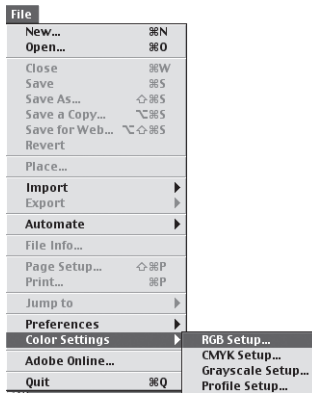 File
New... ⌘N
Open... ⌘O
Close ⌘W
Save ⌘S
Save As... ⇧⌘S
Save a Copy... ⌥⌘S
Save for Web... ⌥⇧⌘S
Revert
Place...
Import
Export
Automate
File Info...
Page Setup... ⇧⌘P
Print... ⌘P
Jump to
Preferences
Color Settings
RGB Setup...
CMYK Setup...
Grayscale Setup...
Profile Setup...
Adobe Online...
Quit ⌘Q